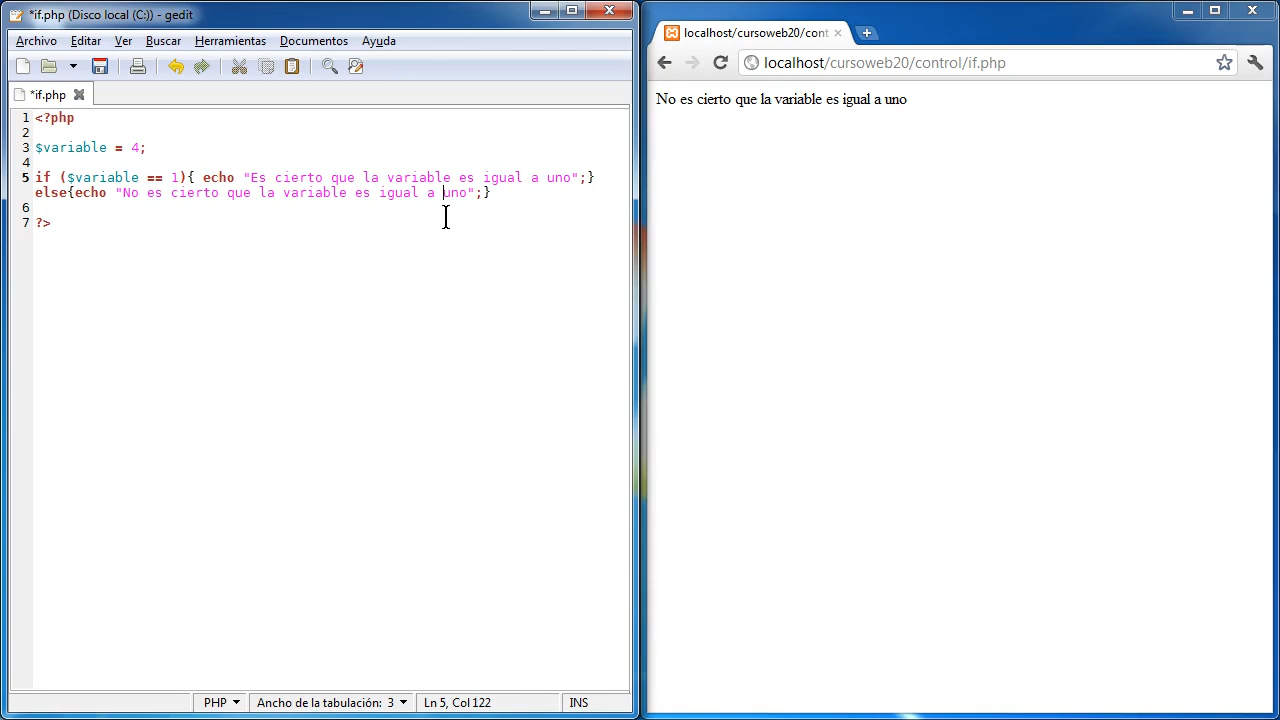 *if.php (Disco local (C:)) - gedit
Archivo Editar Ver Buscar Herramientas Documentos Ayuda
*if.php
1 <?php
2
3 $variable = 4;
4
5 if ($variable == 1){ echo "Es cierto que la variable es igual a uno";}
else{echo "No es cierto que la variable es igual a uno";}
6
7 ?>
PHP Ancho de la tabulación: 3 Ln 5, Col 122 INS
localhost/cursoweb20/cont
localhost/cursoweb20/control/if.php
No es cierto que la variable es igual a uno